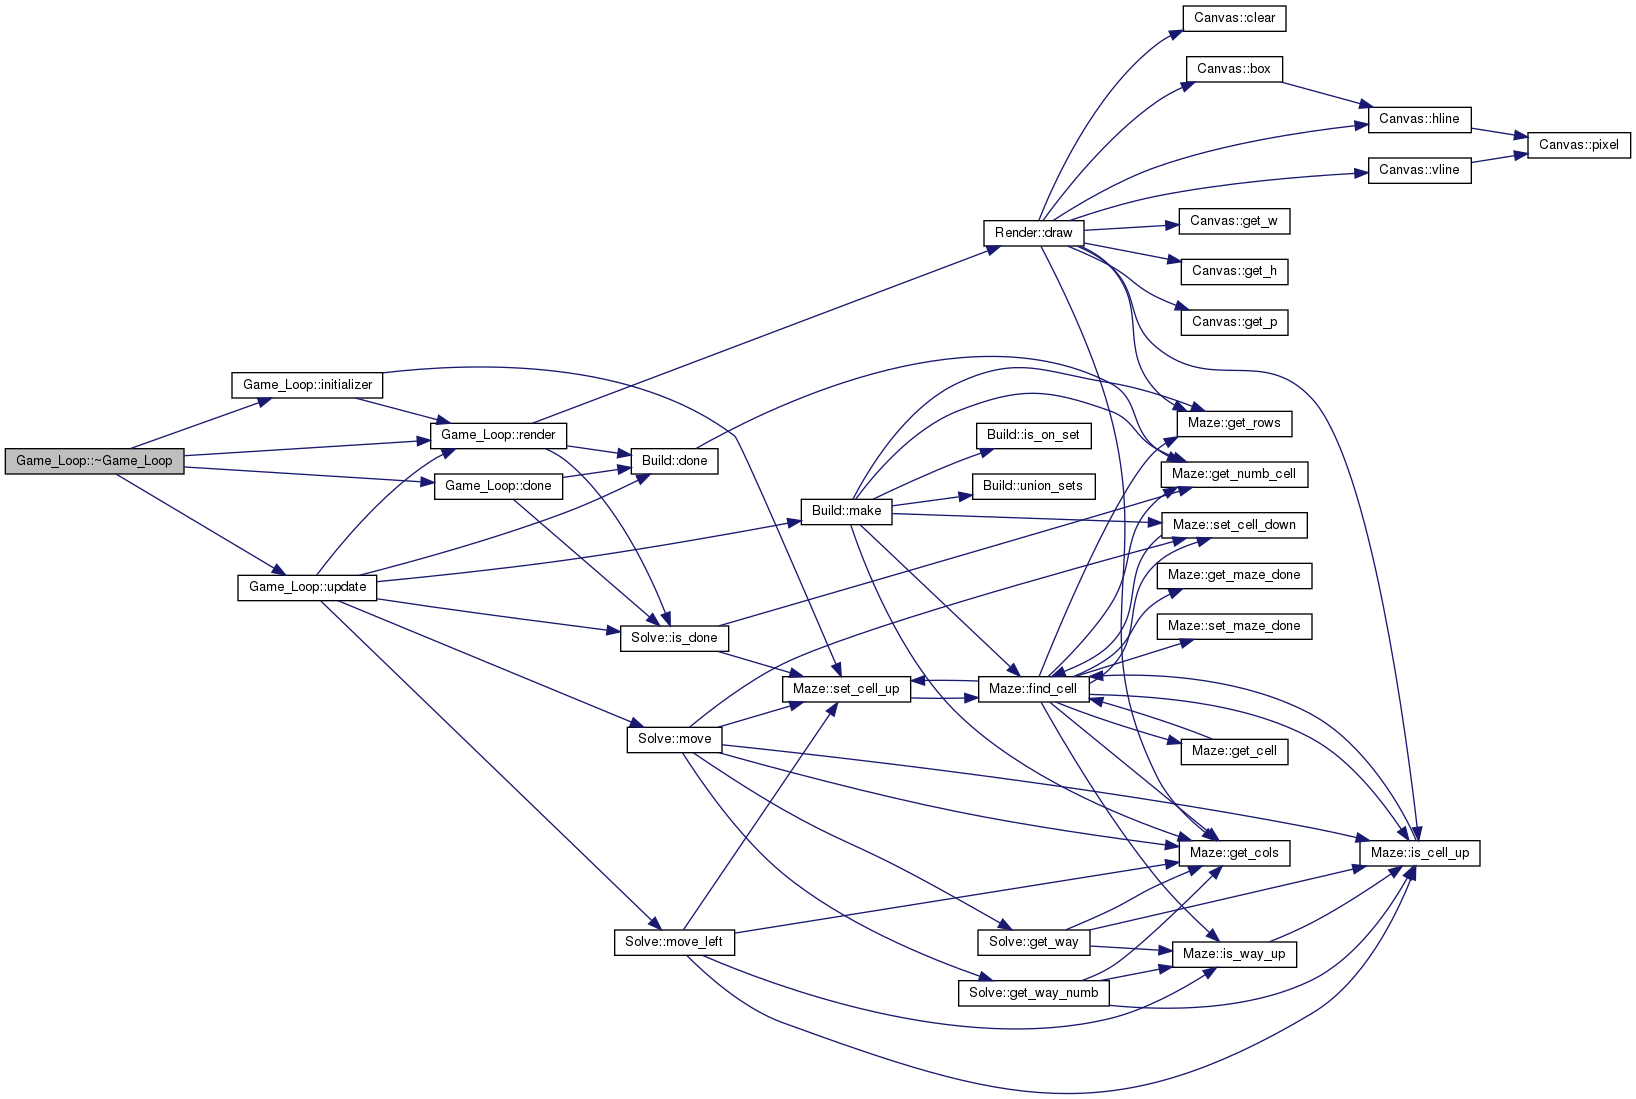 Canvas::clear
Canvas::box
Canvas::hline
Canvas::pixel
Canvas::vline
Render::draw
Canvas::get_w
Canvas::get_h
Canvas::get_p
Game_Loop::initializer
Maze::get_rows
Game_Loop::render
Build::is_on_set
Game_Loop::~Game_Loop
Build::done
Maze::get_numb_cell
Game_Loop::done
Build::union_sets
Build::make
Maze::set_cell_down
Game_Loop::update
Maze::get_maze_done
Solve::is_done
Maze::set_maze_done
Maze::set_cell_up
Maze::find_cell
Solve::move
Maze::get_cell
Maze::get_cols
Maze::is_cell_up
Solve::move_left
Solve::get_way
Maze::is_way_up
Solve::get_way_numb